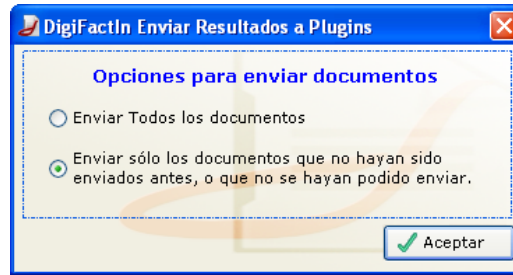 DigiFactIn Enviar Resultados a Plugins
Opciones para enviar documentos
Enviar Todos los documentos
Enviar sólo los documentos que no hayan sido
enviados antes, o que no se hayan podido enviar.
Aceptar